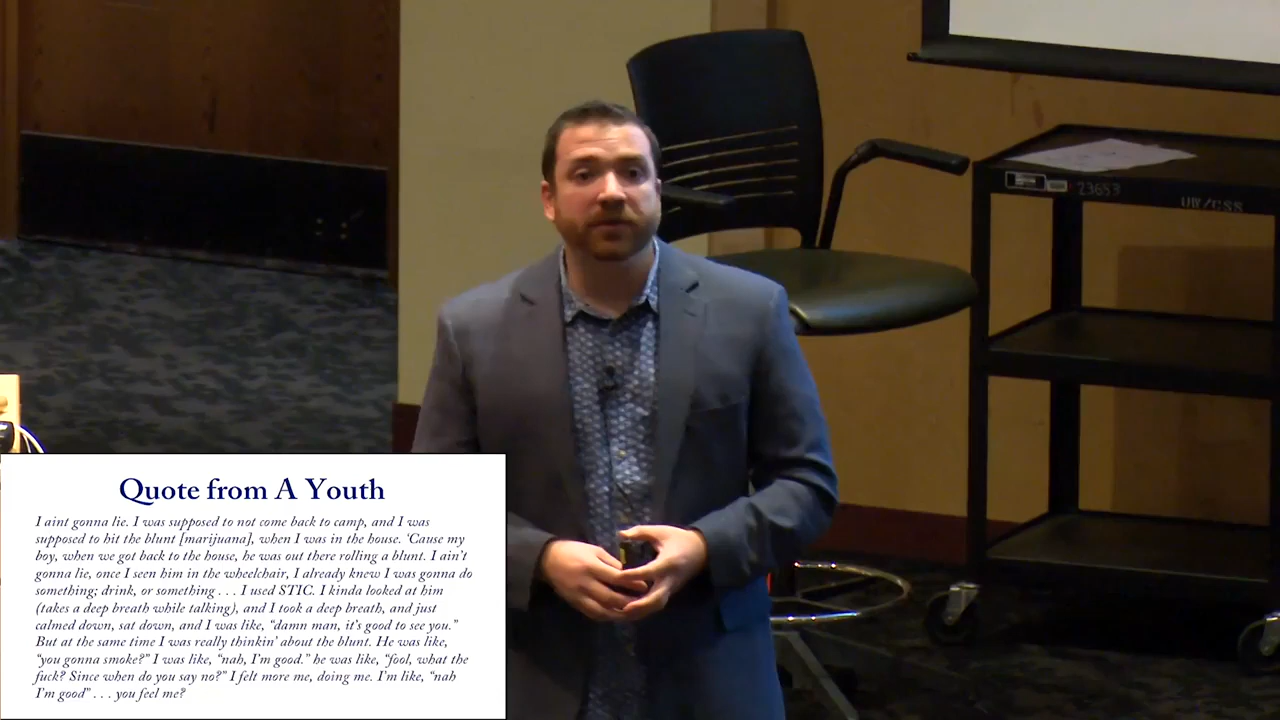 23653
UW/CSS
Quote from A Youth
I aint gonna lie. I was supposed to not come back to camp, and I was
supposed to hit the blunt [marijuana], when I was in the house. ‘Cause my
boy, when we got back to the house, he was out there rolling a blunt. I ain’t
gonna lie, once I seen him in the wheelchair, I already knew I was gonna do
something; drink, or something . . . I used STIC. I kinda looked at him
(takes a deep breath while talking), and I took a deep breath, and just
calmed down, sat down, and I was like, “damn man, it’s good to see you.”
But at the same time I was really thinkin’ about the blunt. He was like,
“you gonna smoke?” I was like, “nah, I’m good.” he was like, “fool, what the
fuck? Since when do you say no?” I felt more me, doing me. I’m like, “nah
I’m good” . . . you feel me?